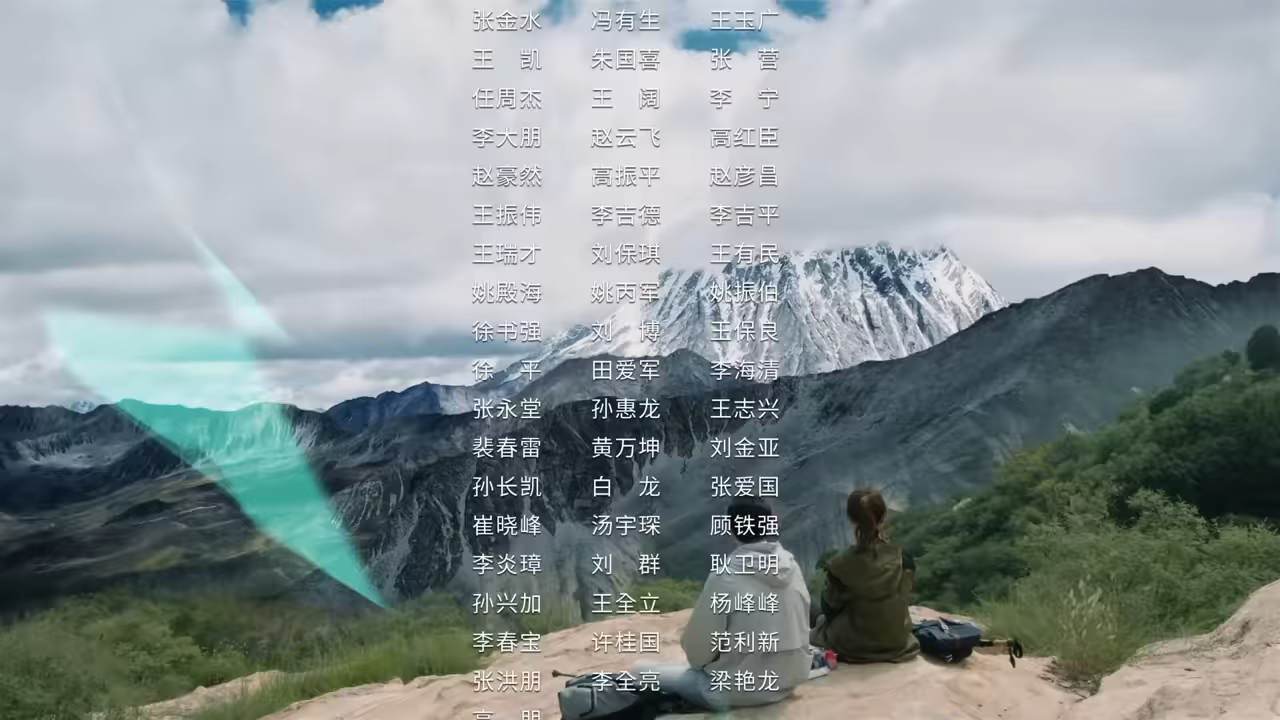 张金水 冯有生 王玉广
王 凯 朱国喜 张 营
任周杰 王 阔 李 宁
李大朋 赵云飞 高红臣
赵豪然 高振平 赵彦昌
王振伟 李吉德 李吉平
王瑞才 刘保琪 王有民
姚殿海 姚丙军 姚振伯
徐书强 刘 博 王保良
徐 平 田爱军 李海清
张永堂 孙惠龙 王志兴
裴春雷 黄万坤 刘金亚
孙长凯 白 龙 张爱国
崔晓峰 汤宇琛 顾铁强
李炎璋 刘 群 耿卫明
孙兴加 王全立 杨峰峰
李春宝 许桂国 范利新
张洪朋 李全亮 梁艳龙